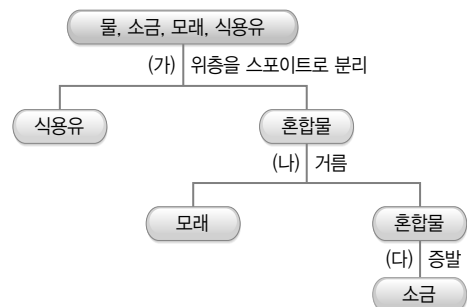 물, 소금, 모래, 식용유
(가) 위층을 스포이트로 분리
식용유
혼합물
(나) 거름
모래
혼합물
(다) 증발
소금